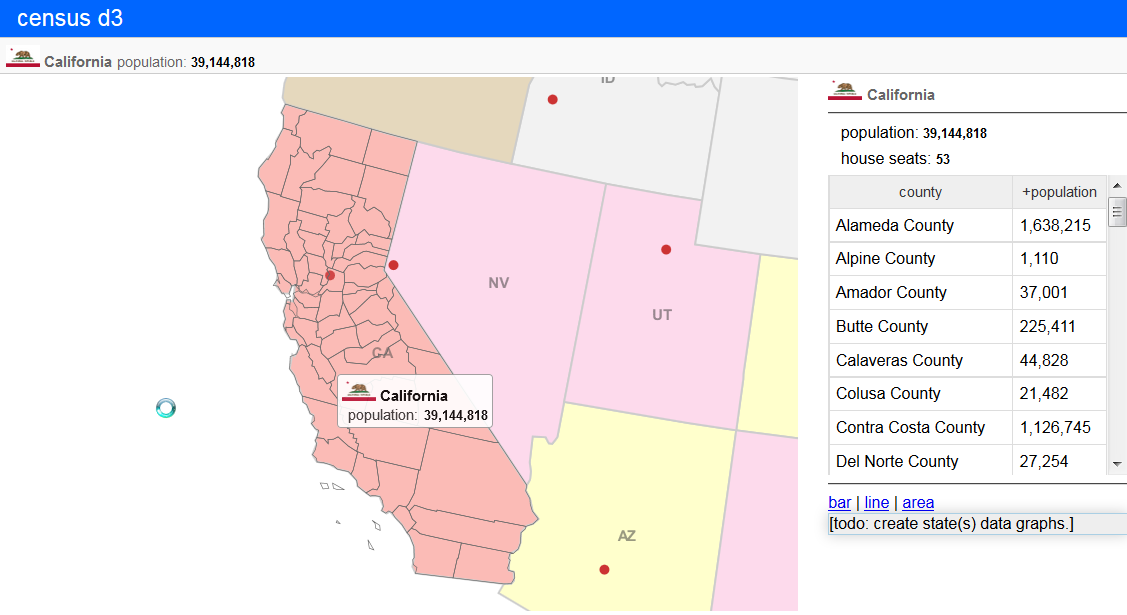 census d3
California population: 39,144,818
ID
NV
UT
CA
California
population: 39,144,818
AZ
California
population: 39,144,818
house seats: 53
county +population
Alameda County 1,638,215
Alpine County 1,110
Amador County 37,001
Butte County 225,411
Calaveras County 44,828
Colusa County 21,482
Contra Costa County 1,126,745
Del Norte County 27,254
bar | line | area
[todo: create state(s) data graphs.]